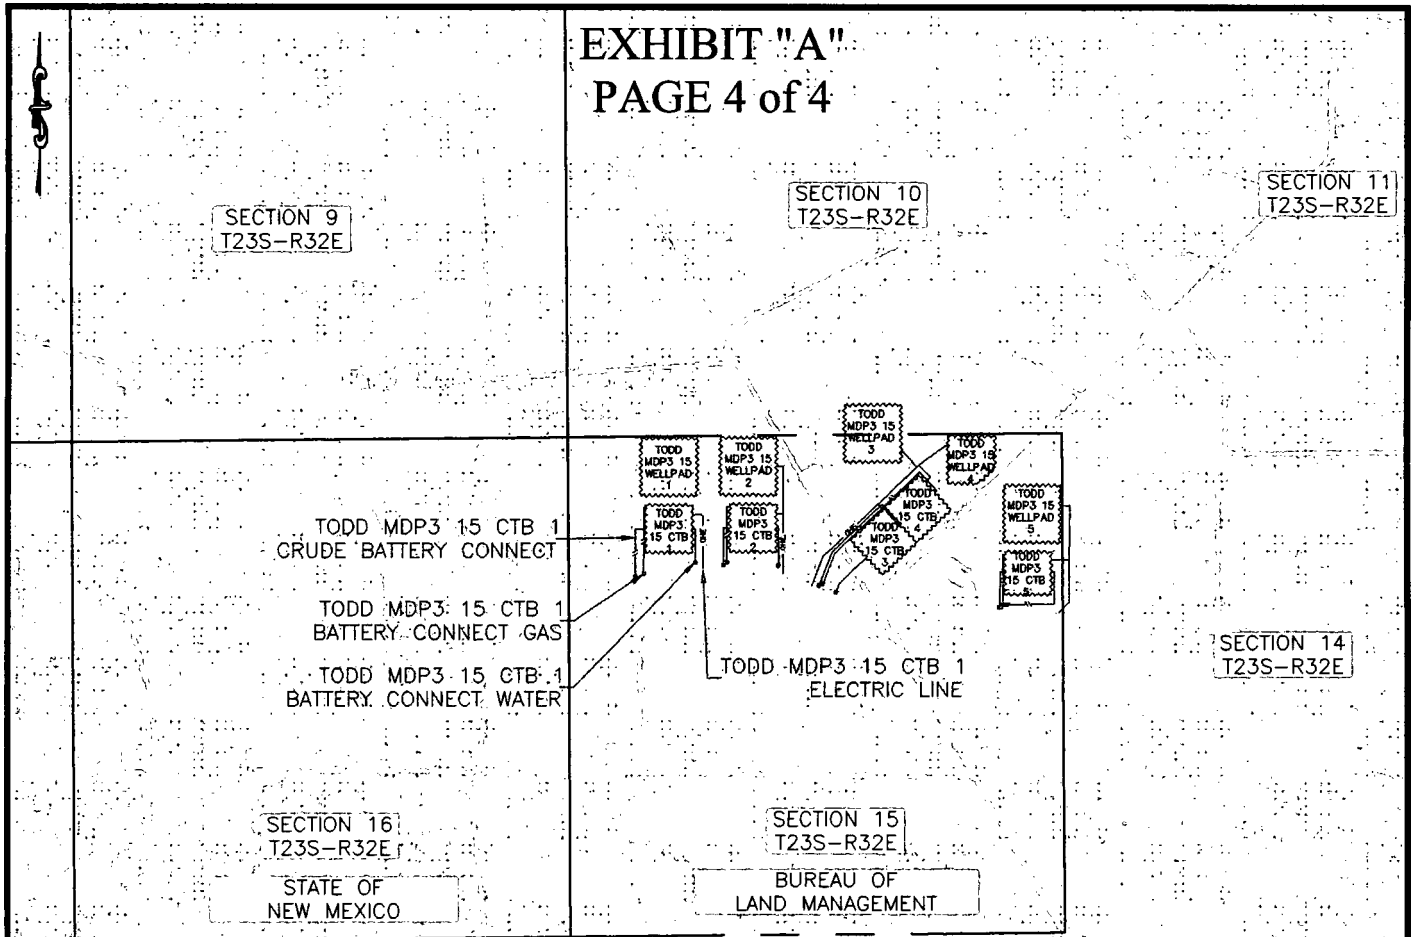 EXHIBIT "A"
PAGE 4 of 4
SECTION 9
T23S-R32E
SECTION 10
T23S-R32E
SECTION 11
T23S-R32E
TODD
MDP3 15
WELLPAD
1
TODD
MDP3 15
WELLPAD
2
TODD
MDP3 15
WELLPAD
3
TODD
MDP3 15
WELLPAD
4
TODD
MDP3 15
WELLPAD
5
TODD
MDP3
15 CTB
1
TODD
MDP3
15 CTB
2
TODD
MDP3
15 CTB
3
TODD
MDP3
15 CTB
4
TODD
MDP3
15 CTB
5
TODD MDP3 15 CTB 1
CRUDE BATTERY CONNECT
TODD MDP3 15 CTB 1
BATTERY CONNECT GAS
TODD MDP3 15 CTB 1
BATTERY CONNECT WATER
TODD MDP3 15 CTB 1
ELECTRIC LINE
SECTION 14
T23S-R32E
SECTION 16
T23S-R32E
STATE OF
NEW MEXICO
SECTION 15
T23S-R32E
BUREAU OF
LAND MANAGEMENT